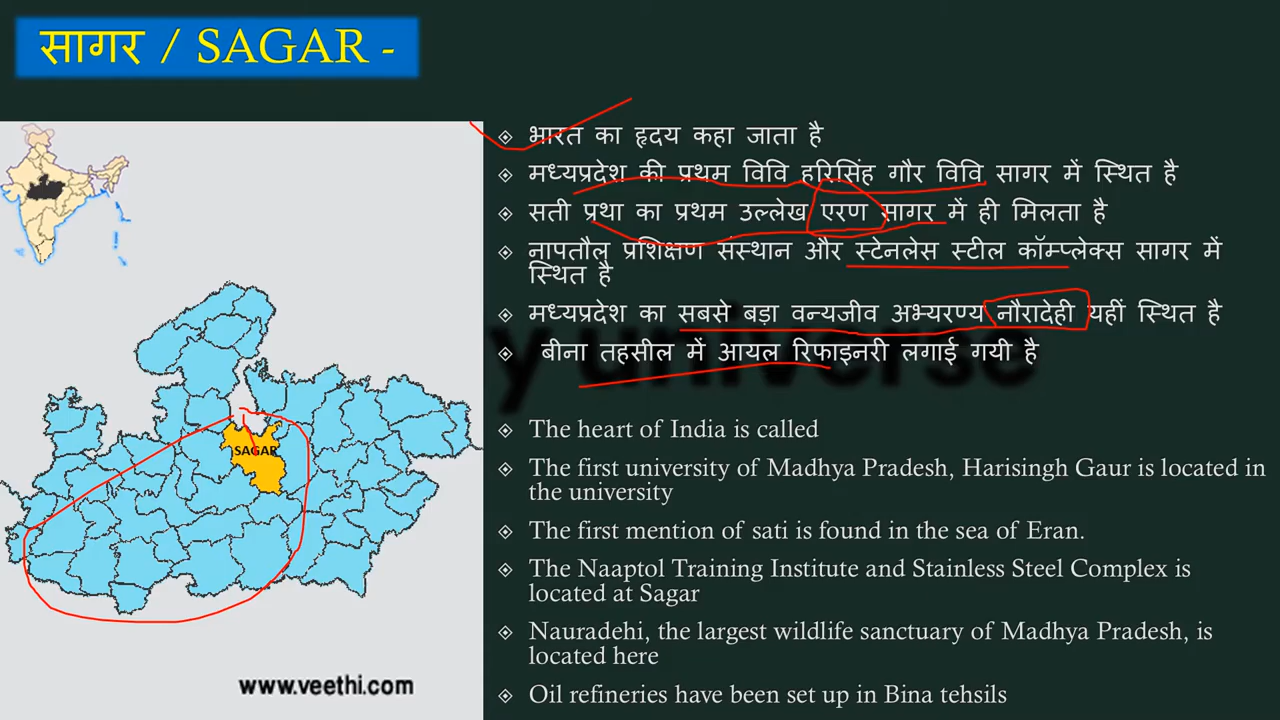 सागर / SAGAR -
भारत का हृदय कहा जाता है
मध्यप्रदेश की प्रथम विवि हरिसिंह गौर विवि सागर में स्थित है
सती प्रथा का प्रथम उल्लेख एरण सागर में ही मिलता है
नापतौल प्रशिक्षण संस्थान और स्टेनलेस स्टील कॉम्प्लेक्स सागर में
स्थित है
मध्यप्रदेश का सबसे बड़ा वन्यजीव अभ्यरण्य नौरादेही यहीं स्थित है
बीना तहसील में आयल रिफाइनरी लगाई गयी है
y universe
The heart of India is called
The first university of Madhya Pradesh, Harisingh Gaur is located in
the university
The first mention of sati is found in the sea of Eran.
The Naaptol Training Institute and Stainless Steel Complex is
located at Sagar
Nauradehi, the largest wildlife sanctuary of Madhya Pradesh, is
located here
Oil refineries have been set up in Bina tehsils
SAGAR
www.veethi.com